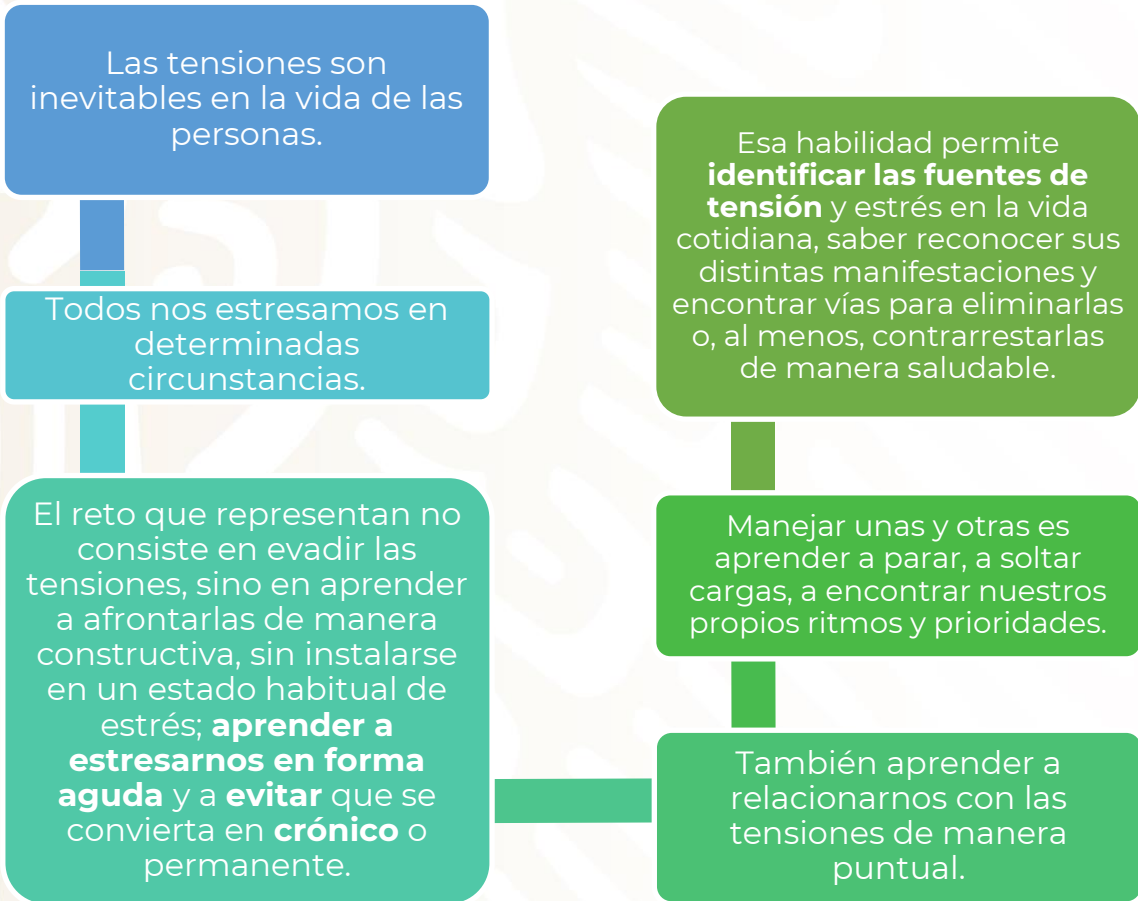 Las tensiones son
inevitables en la vida de las
personas.
Todos nos estresamos en
determinadas
circunstancias.
El reto que representan no
consiste en evadir las
tensiones, sino en aprender
a afrontarlas de manera
constructiva, sin instalarse
en un estado habitual de
estrés; aprender a
estresarnos en forma
aguda y a evitar que se
convierta en crónico o
permanente.
También aprender a
relacionarnos con las
tensiones de manera
puntual.
Manejar unas y otras es
aprender a parar, a soltar
cargas, a encontrar nuestros
propios ritmos y prioridades.
Esa habilidad permite
identificar las fuentes de
tensión y estrés en la vida
cotidiana, saber reconocer sus
distintas manifestaciones y
encontrar vías para eliminarlas
o, al menos, contrarrestarlas
de manera saludable.